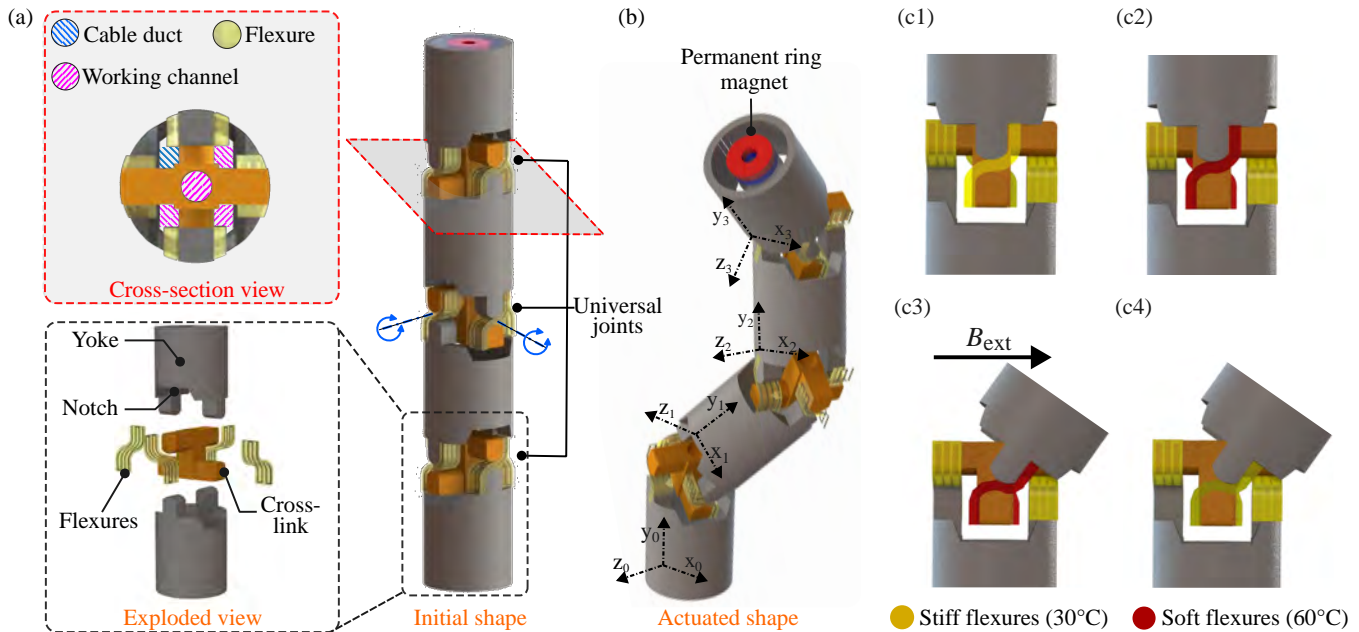 (a)
Cable duct
Flexure
Working channel
Cross-section view
Yoke
Notch
Flexures
Cross-
link
Exploded view
Initial shape
Universal
joints
(b)
Permanent ring
magnet
y₃
x₃
z₃
y₂
z₂
x₂
z₁
y₁
x₁
y₀
z₀
x₀
Actuated shape
(c1)
(c2)
(c3)
(c4)
B_ext
Stiff flexures (30°C)
Soft flexures (60°C)